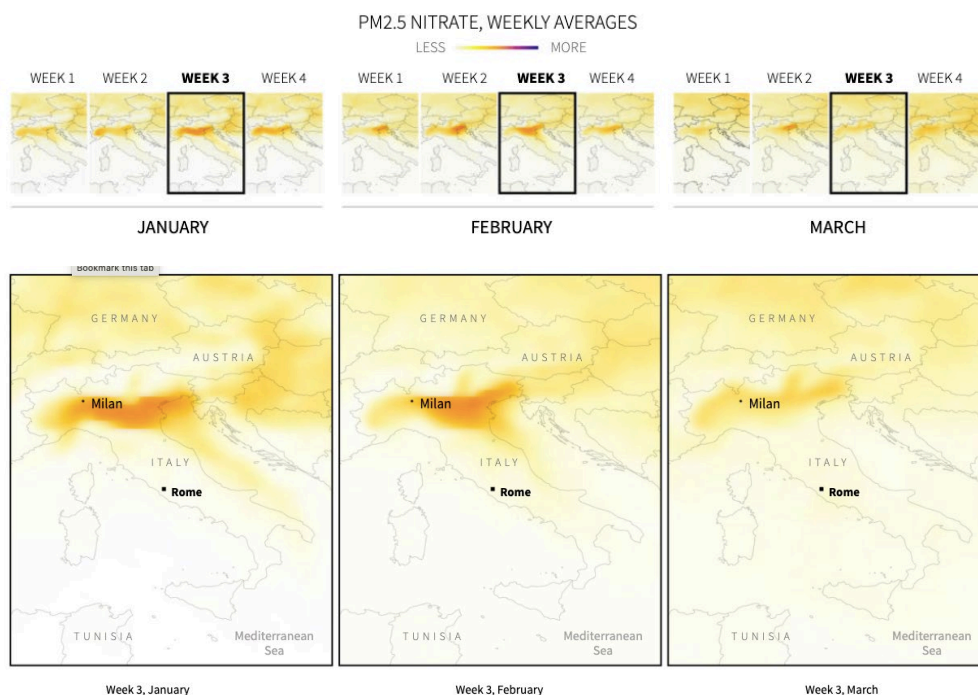 PM2.5 NITRATE, WEEKLY AVERAGES
LESS MORE
WEEK 1 WEEK 2 WEEK 3 WEEK 4 WEEK 1 WEEK 2 WEEK 3 WEEK 4 WEEK 1 WEEK 2 WEEK 3 WEEK 4
JANUARY FEBRUARY MARCH
Bookmark this tab
GERMANY GERMANY GERMANY
AUSTRIA AUSTRIA AUSTRIA
Milan Milan Milan
ITALY ITALY ITALY
Rome Rome Rome
TUNISIA TUNISIA TUNISIA
Mediterranean Mediterranean Mediterranean
Sea Sea Sea
Week 3, January Week 3, February Week 3, March